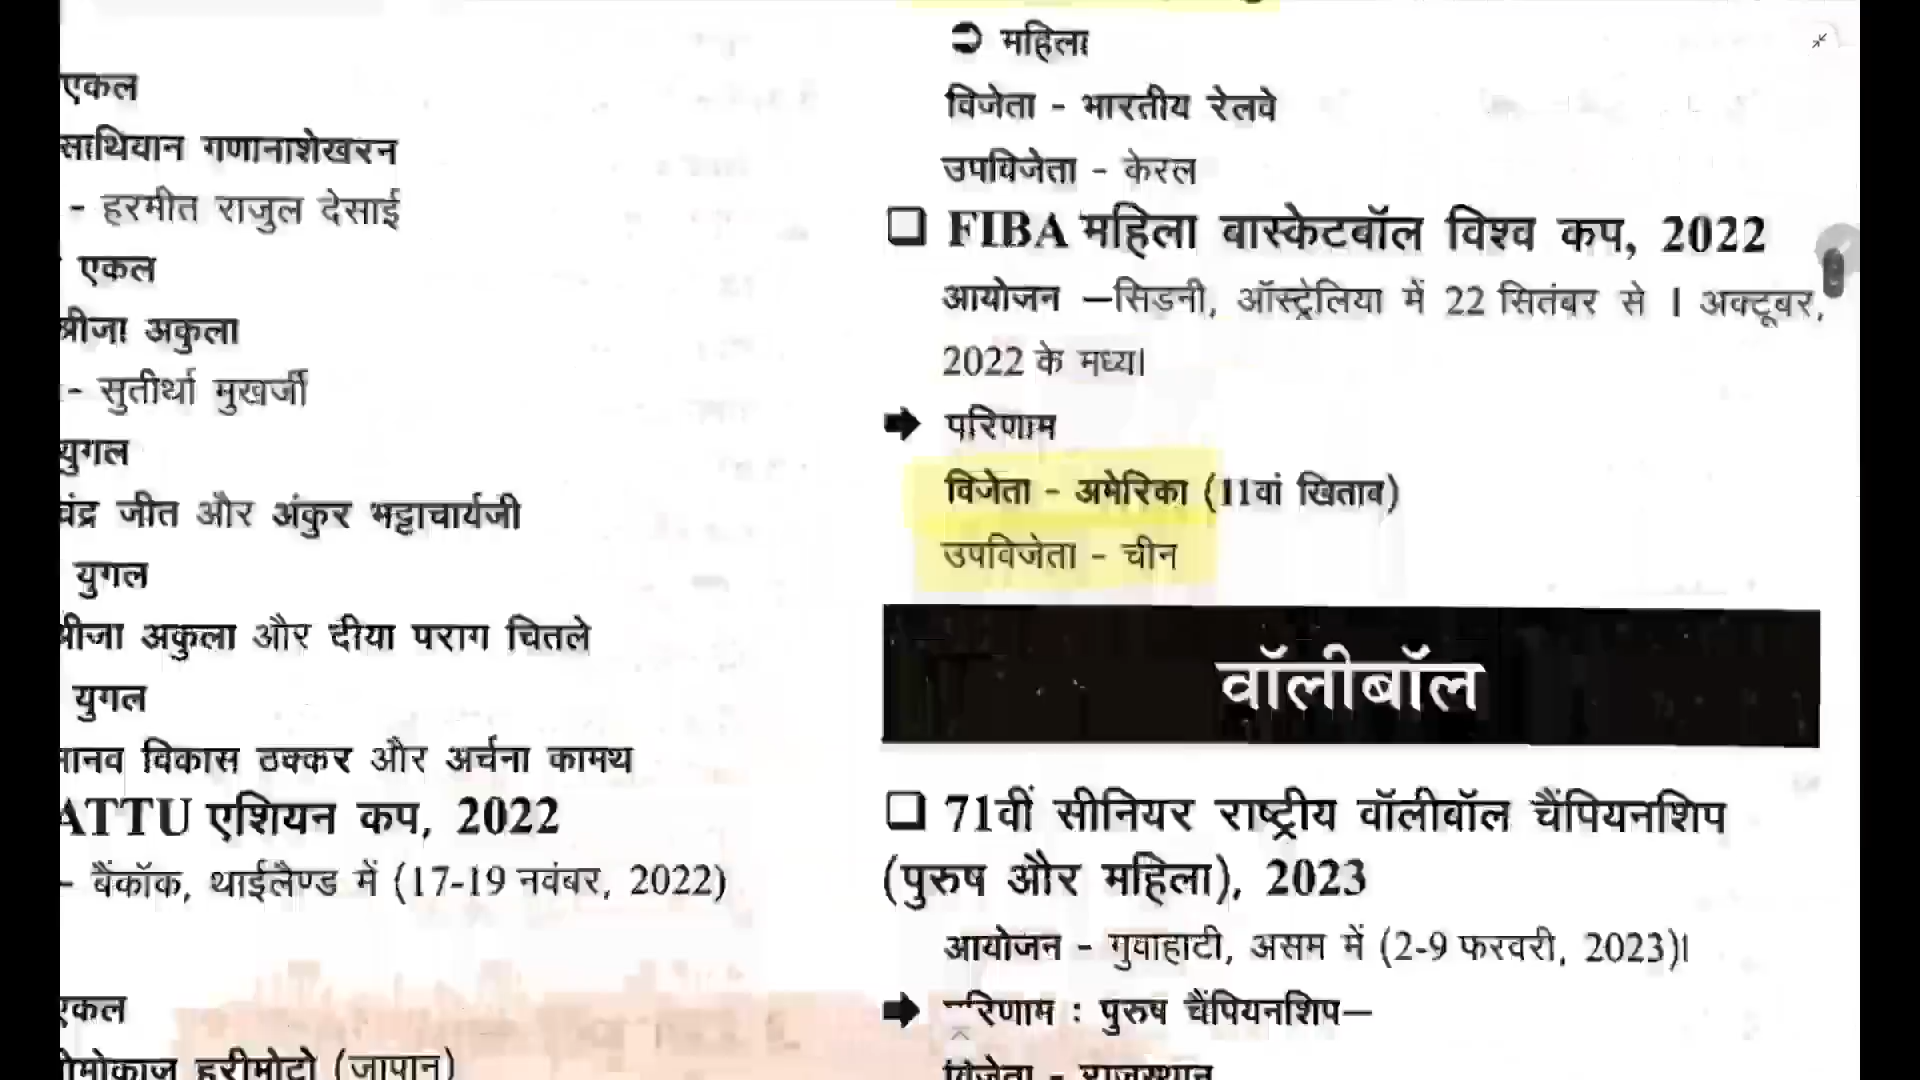 एकल
साथियान गणानाशेखरन
- हरमीत राजुल देसाई
एकल
श्रीजा अकुला
- सुतीर्था मुखर्जी
युगल
जीत और अंकुर भट्टाचार्यजी
युगल
श्रीजा अकुला और दीया पराग चितले
युगल
मानव विकास ठक्कर और अर्चना कामथ
ATTU एशियन कप, 2022
- बैंकॉक, थाईलैण्ड में (17-19 नवंबर, 2022)
एकल
हरीमोटो (जापान)
➲ महिला
विजेता - भारतीय रेलवे
उपविजेता - केरल
❑ FIBA महिला बास्केटबॉल विश्व कप, 2022
आयोजन —सिडनी, ऑस्ट्रेलिया में 22 सितंबर से 1 अक्टूबर,
2022 के मध्य।
➡ परिणाम
विजेता - अमेरिका (11वां खिताब)
उपविजेता - चीन
वॉलीबॉल
❑ 71वीं सीनियर राष्ट्रीय वॉलीबॉल चैंपियनशिप
(पुरुष और महिला), 2023
आयोजन - गुवाहाटी, असम में (2-9 फरवरी, 2023)।
➡ परिणाम : पुरुष चैंपियनशिप—
विजेता - राजस्थान